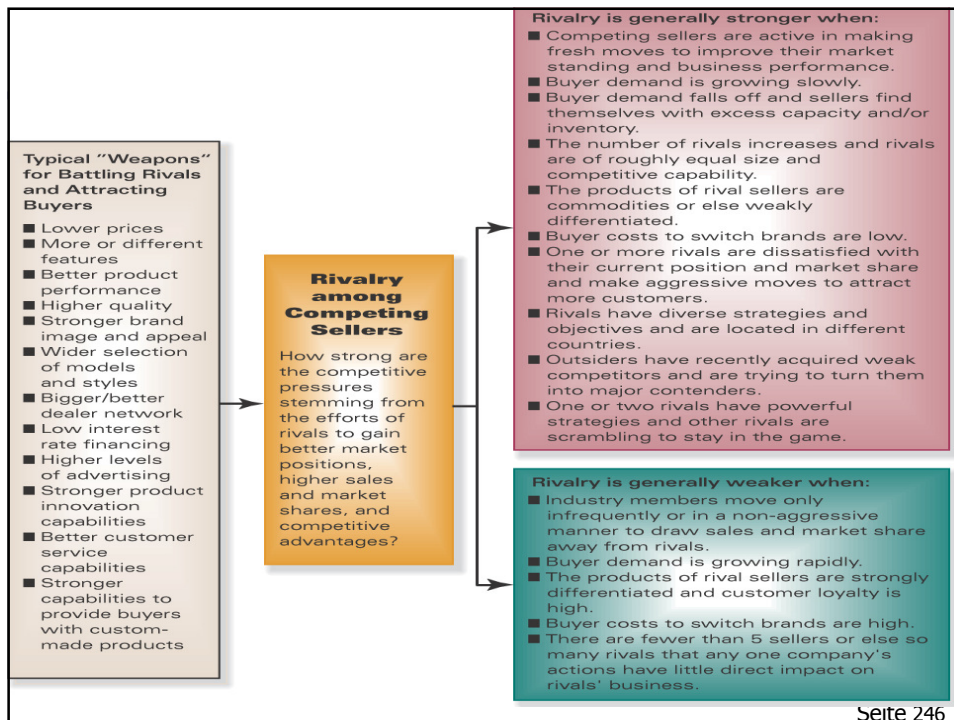 Typical "Weapons"
for Battling Rivals
and Attracting
Buyers
■ Lower prices
■ More or different
features
■ Better product
performance
■ Higher quality
■ Stronger brand
image and appeal
■ Wider selection
of models
and styles
■ Bigger/better
dealer network
■ Low interest
rate financing
■ Higher levels
of advertising
■ Stronger product
innovation
capabilities
■ Better customer
service
capabilities
■ Stronger
capabilities to
provide buyers
with custom-
made products
Rivalry
among
Competing
Sellers
How strong are
the competitive
pressures
stemming from
the efforts of
rivals to gain
better market
positions,
higher sales
and market
shares, and
competitive
advantages?
Rivalry is generally stronger when:
■ Competing sellers are active in making
fresh moves to improve their market
standing and business performance.
■ Buyer demand is growing slowly.
■ Buyer demand falls off and sellers find
themselves with excess capacity and/or
inventory.
■ The number of rivals increases and rivals
are of roughly equal size and
competitive capability.
■ The products of rival sellers are
commodities or else weakly
differentiated.
■ Buyer costs to switch brands are low.
■ One or more rivals are dissatisfied with
their current position and market share
and make aggressive moves to attract
more customers.
■ Rivals have diverse strategies and
objectives and are located in different
countries.
■ Outsiders have recently acquired weak
competitors and are trying to turn them
into major contenders.
■ One or two rivals have powerful
strategies and other rivals are
scrambling to stay in the game.
Rivalry is generally weaker when:
■ Industry members move only
infrequently or in a non-aggressive
manner to draw sales and market share
away from rivals.
■ Buyer demand is growing rapidly.
■ The products of rival sellers are strongly
differentiated and customer loyalty is
high.
■ Buyer costs to switch brands are high.
■ There are fewer than 5 sellers or else so
many rivals that any one company's
actions have little direct impact on
rivals' business.
Seite 246